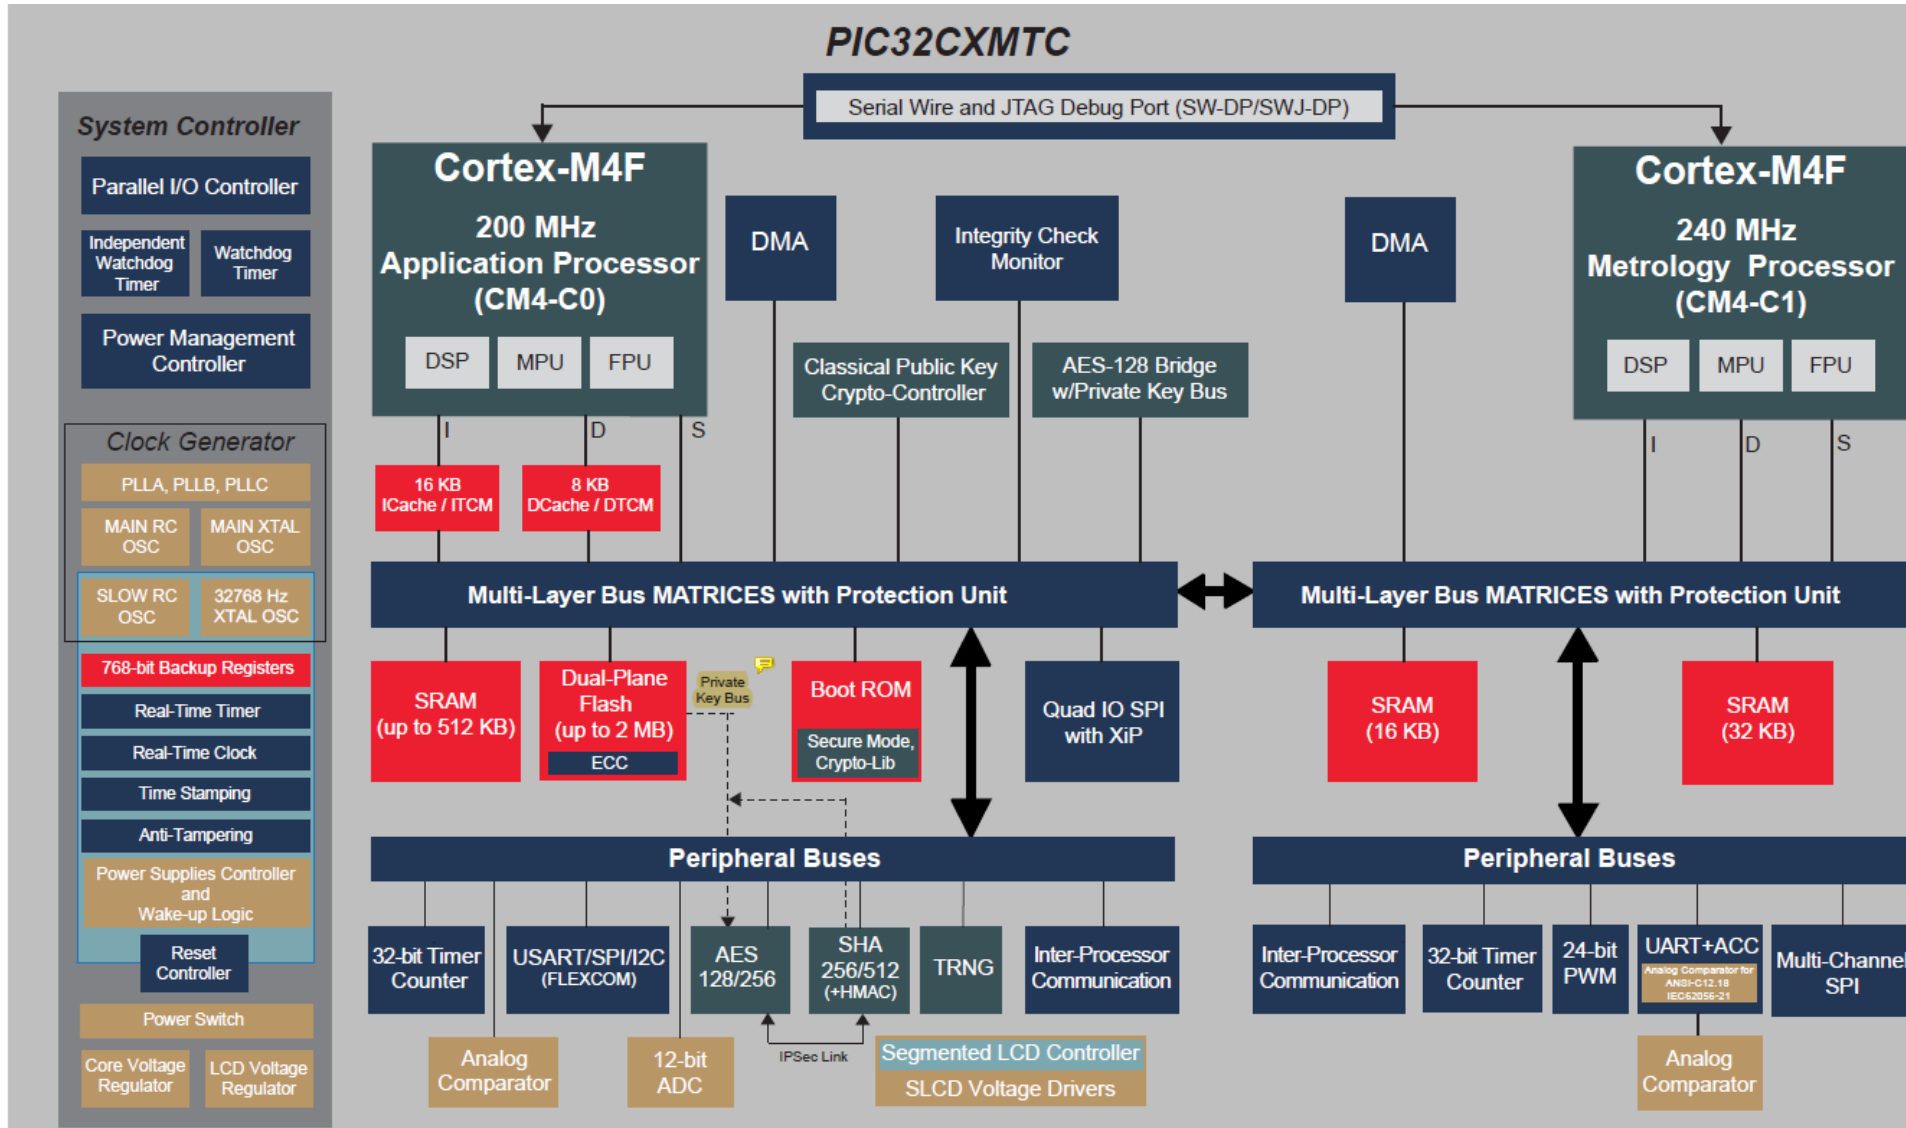 PIC32CXMTC
Serial Wire and JTAG Debug Port (SW-DP/SWJ-DP)
System Controller
Parallel I/O Controller
Independent
Watchdog
Timer
Watchdog
Timer
Power Management
Controller
Clock Generator
PLLA, PLLB, PLLC
MAIN RC
OSC
MAIN XTAL
OSC
SLOW RC
OSC
32768 Hz
XTAL OSC
768-bit Backup Registers
Real-Time Timer
Real-Time Clock
Time Stamping
Anti-Tampering
Power Supplies Controller
and
Wake-up Logic
Reset
Controller
Power Switch
Core Voltage
Regulator
LCD Voltage
Regulator
Cortex-M4F
200 MHz
Application Processor
(CM4-C0)
DSP
MPU
FPU
I
D
S
16 KB
ICache / ITCM
8 KB
DCache / DTCM
DMA
Integrity Check
Monitor
Classical Public Key
Crypto-Controller
AES-128 Bridge
w/Private Key Bus
DMA
Cortex-M4F
240 MHz
Metrology Processor
(CM4-C1)
DSP
MPU
FPU
I
D
S
Multi-Layer Bus MATRICES with Protection Unit
Multi-Layer Bus MATRICES with Protection Unit
SRAM
(up to 512 KB)
Dual-Plane
Flash
(up to 2 MB)
ECC
Private
Key Bus
Boot ROM
Secure Mode,
Crypto-Lib
Quad IO SPI
with XiP
SRAM
(16 KB)
SRAM
(32 KB)
Peripheral Buses
Peripheral Buses
32-bit Timer
Counter
USART/SPI/I2C
(FLEXCOM)
AES
128/256
SHA
256/512
(+HMAC)
TRNG
Inter-Processor
Communication
Inter-Processor
Communication
32-bit Timer
Counter
24-bit
PWM
UART+ACC
Analog Comparator for
ANSI-C12.18
IEC62056-21
Multi-Channel
SPI
Analog
Comparator
12-bit
ADC
IPSec Link
Segmented LCD Controller
SLCD Voltage Drivers
Analog
Comparator